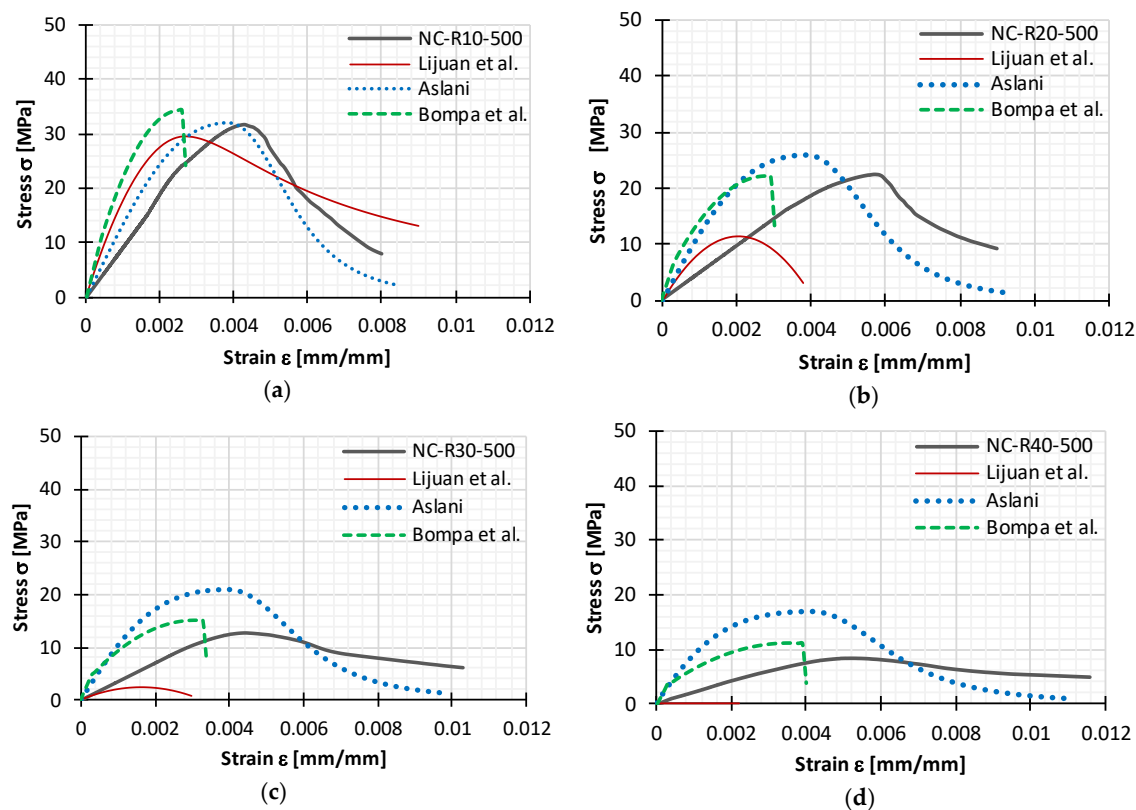 50
40
30
20
10
0
Stress σ [MPa]
NC-R10-500
Lijuan et al.
Aslani
Bompa et al.
0 0.002 0.004 0.006 0.008 0.01 0.012
Strain ε [mm/mm]
(a)
50
40
30
20
10
0
Stress σ [MPa]
NC-R20-500
Lijuan et al.
Aslani
Bompa et al.
0 0.002 0.004 0.006 0.008 0.01 0.012
Strain ε [mm/mm]
(b)
50
40
30
20
10
0
Stress σ [MPa]
NC-R30-500
Lijuan et al.
Aslani
Bompa et al.
0 0.002 0.004 0.006 0.008 0.01 0.012
Strain ε [mm/mm]
(c)
50
40
30
20
10
0
Stress σ [MPa]
NC-R40-500
Lijuan et al.
Aslani
Bompa et al.
0 0.002 0.004 0.006 0.008 0.01 0.012
Strain ε [mm/mm]
(d)